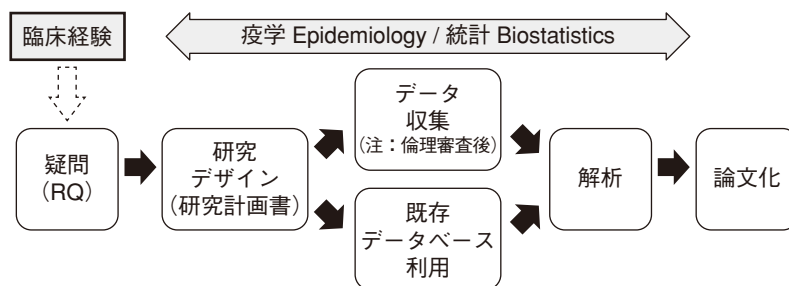 臨床経験
疫学 Epidemiology / 統計 Biostatistics
疑問
（RQ）
研究
デザイン
（研究計画書）
データ
収集
（注：倫理審査後）
既存
データベース
利用
解析
論文化